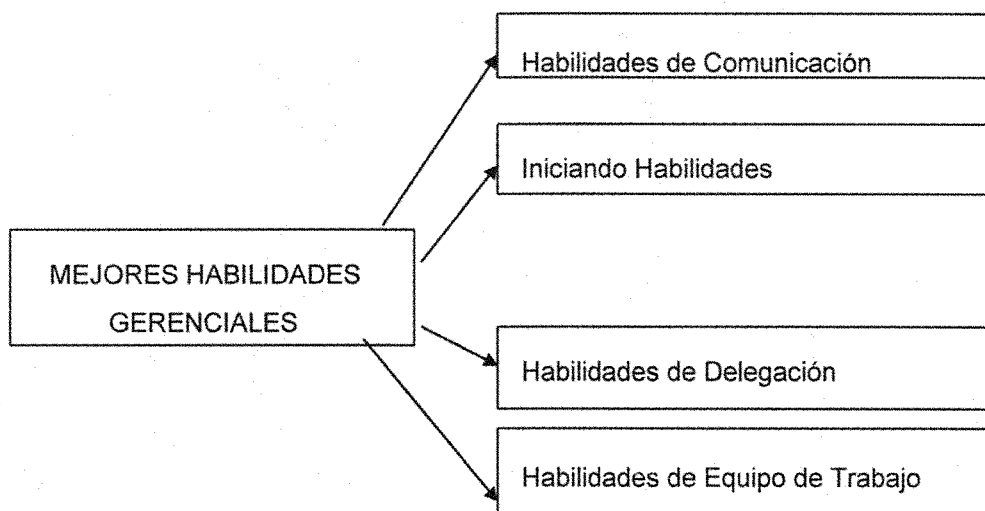 Habilidades de Comunicación
Iniciando Habilidades
MEJORES HABILIDADES
GERENCIALES
Habilidades de Delegación
Habilidades de Equipo de Trabajo